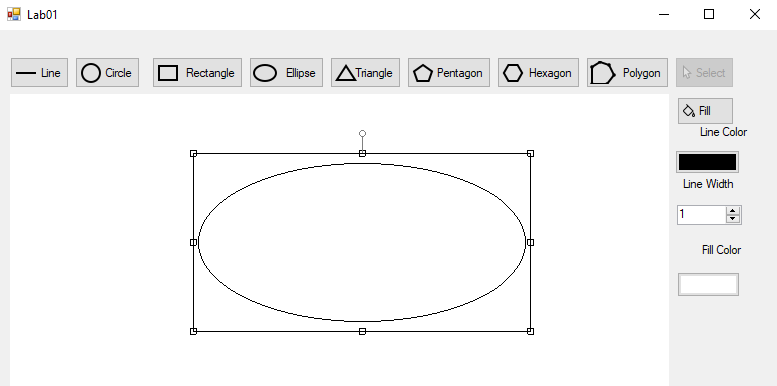 Lab01
Line Circle Rectangle Ellipse Triangle Pentagon Hexagon Polygon Select
Fill
Line Color
Line Width
1
Fill Color